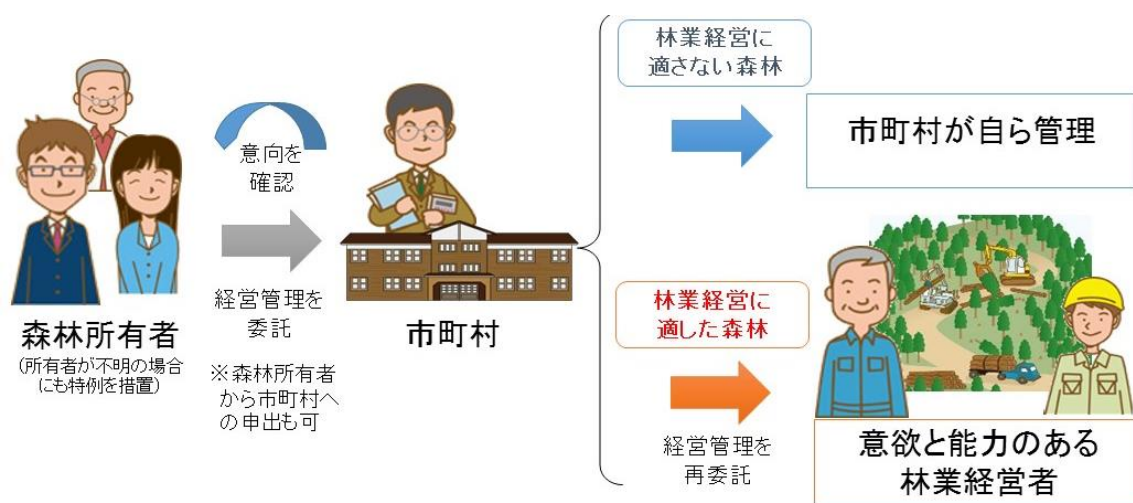 森林所有者
(所有者が不明の場合
にも特例を措置)
意向を
確認
経営管理を
委託
※森林所有者
から市町村へ
の申出も可
市町村
林業経営に
適さない森林
市町村が自ら管理
林業経営に
適した森林
経営管理を
再委託
意欲と能力のある
林業経営者